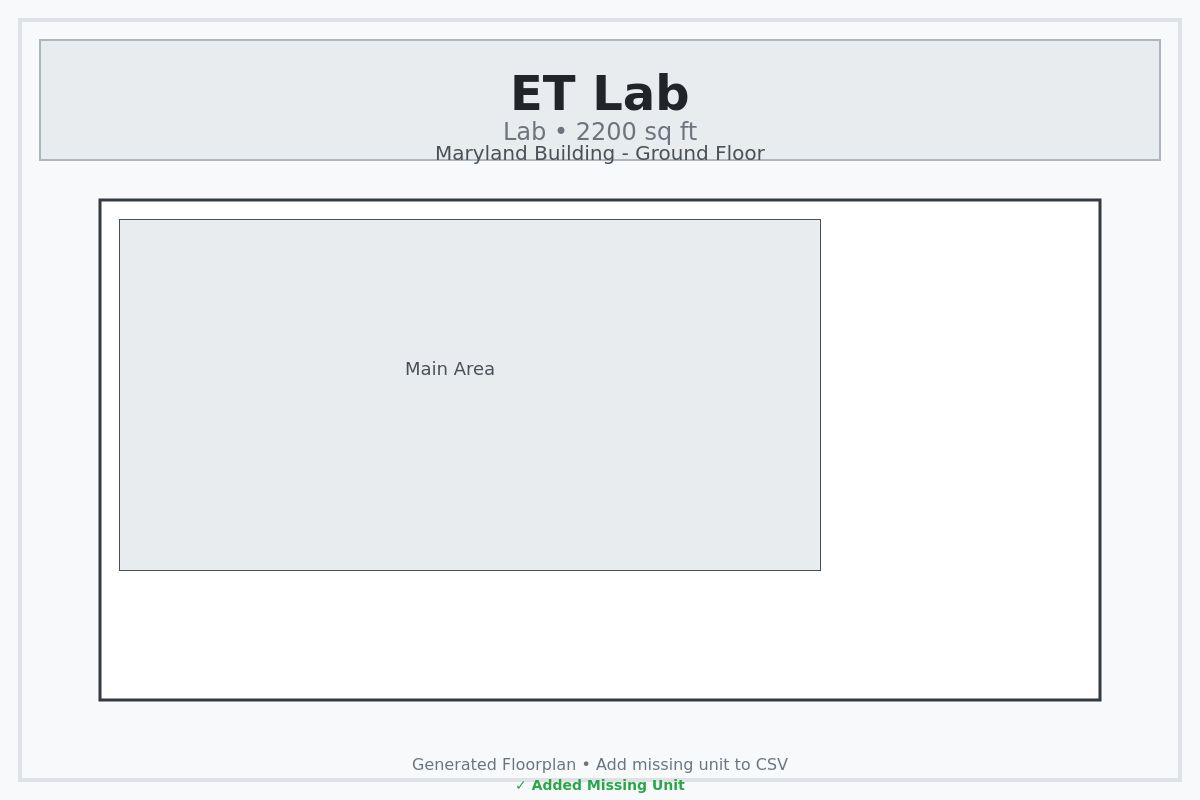 ET Lab
Lab • 2200 sq ft
Maryland Building - Ground Floor
Main Area
Generated Floorplan • Add missing unit to CSV
✓ Added Missing Unit